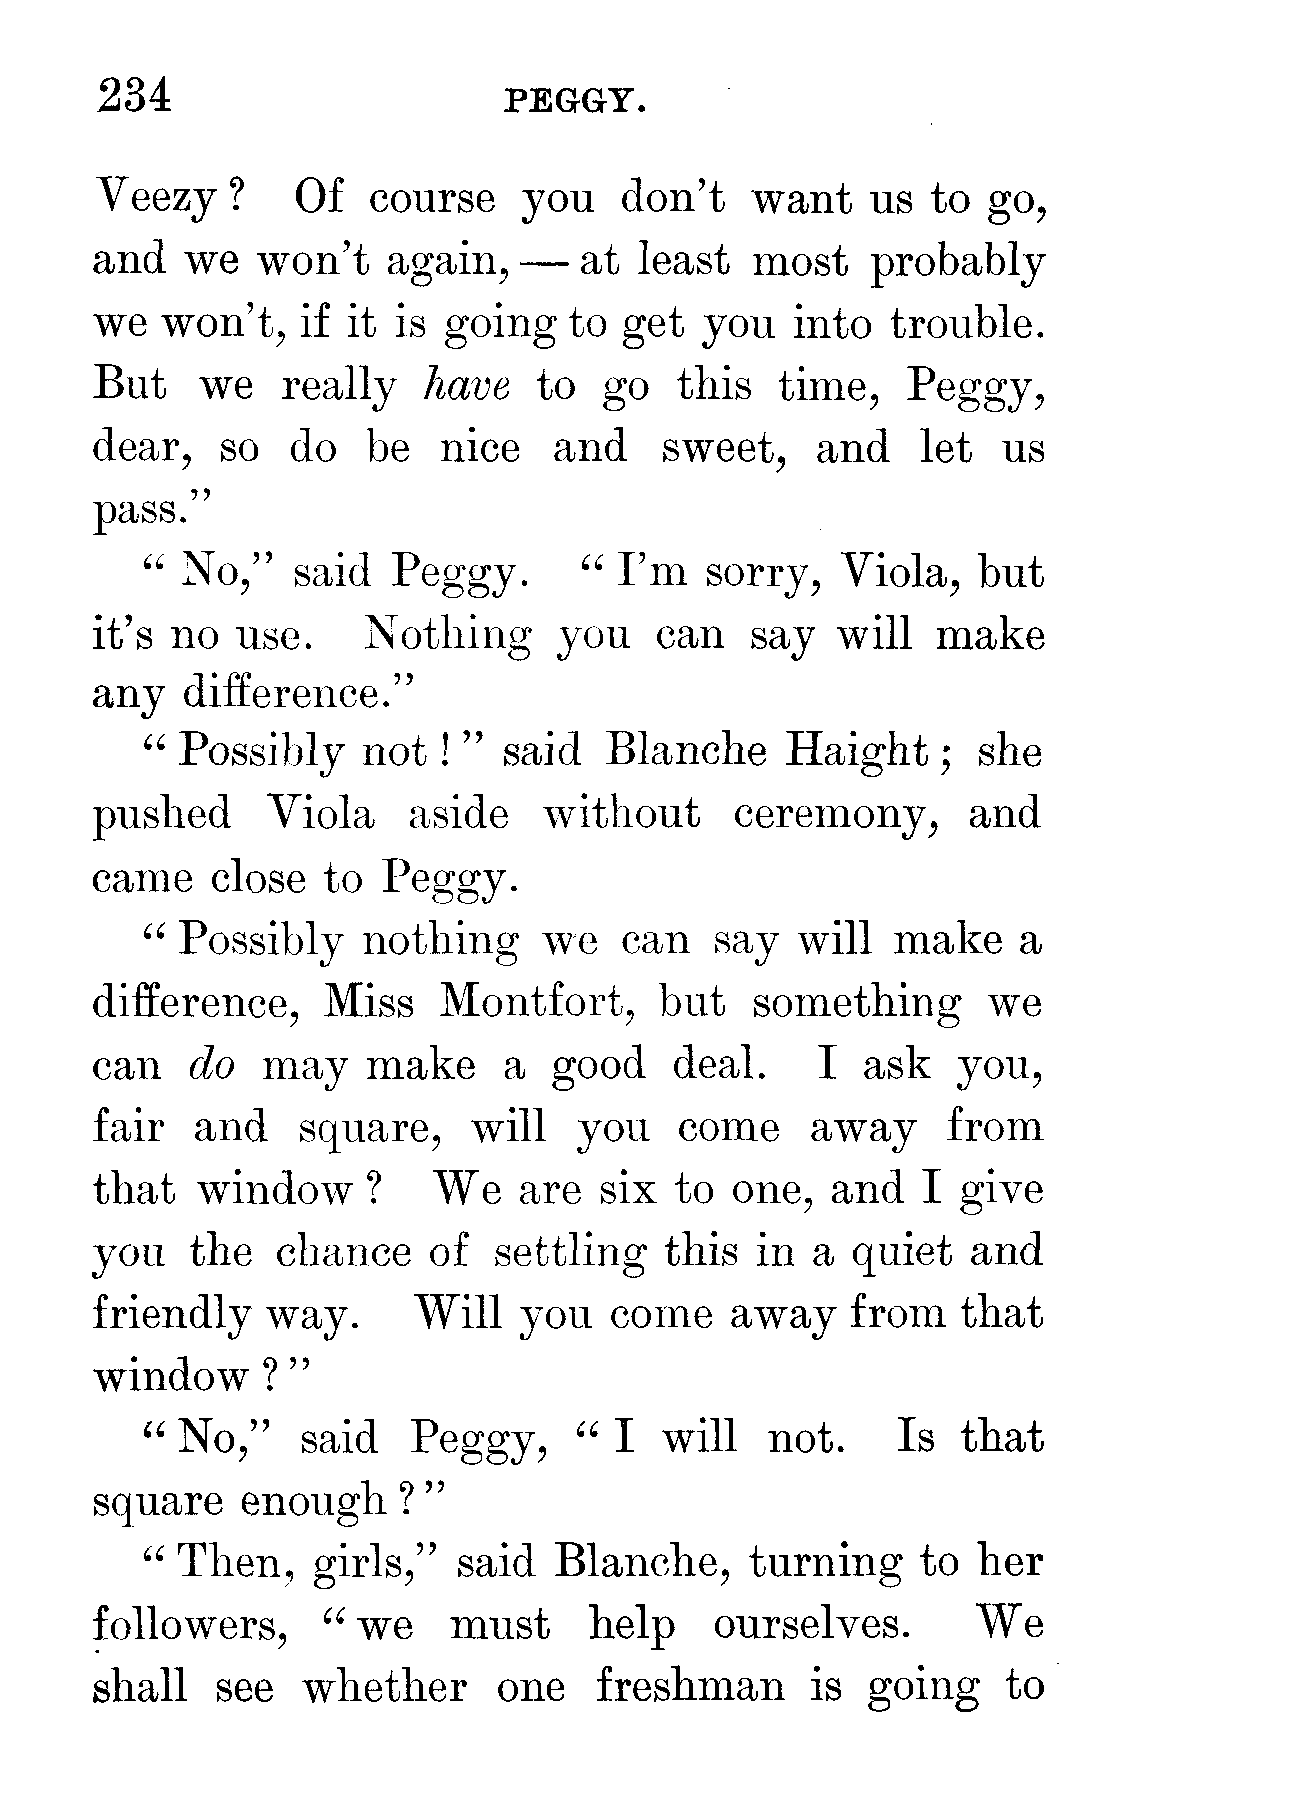 234 PEGGY.
Veezy? Of course you don't want us to go,
and we won't again, — at least most probably
we won't, if it is going to get you into trouble.
But we really have to go this time, Peggy,
dear, so do be nice and sweet, and let us
pass."
"No," said Peggy. "I'm sorry, Viola, but
it's no use. Nothing you can say will make
any difference."
"Possibly not!" said Blanche Haight; she
pushed Viola aside without ceremony, and
came close to Peggy.
"Possibly nothing we can say will make a
difference, Miss Montfort, but something we
can do may make a good deal. I ask you,
fair and square, will you come away from
that window? We are six to one, and I give
you the chance of settling this in a quiet and
friendly way. Will you come away from that
window?"
"No," said Peggy, "I will not. Is that
square enough?"
"Then, girls," said Blanche, turning to her
followers, "we must help ourselves. We
shall see whether one freshman is going to